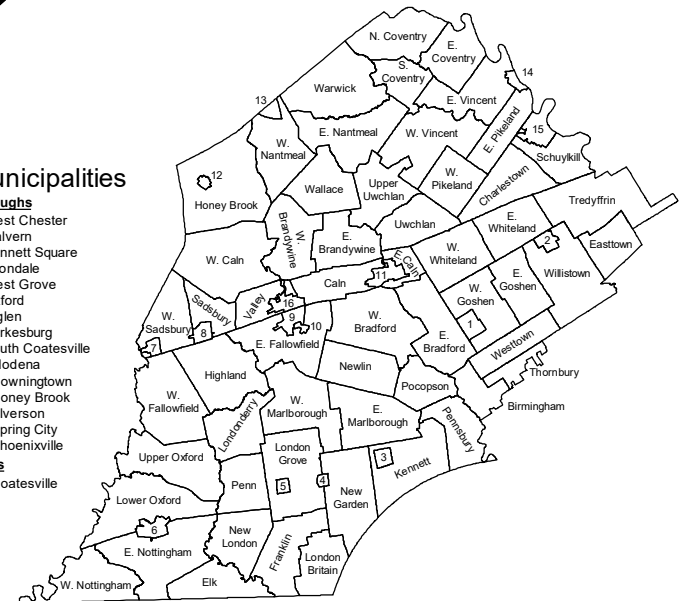 unicipalities
ughs
est Chester
alvern
nnett Square
ondale
est Grove
ford
glen
rkesburg
uth Coatesville
odena
owningtown
oney Brook
lverson
pring City
hoenixville
s
oatesville
N. Coventry
E. Coventry
S. Coventry
Warwick
13
14
E. Vincent
E. Nantmeal
W. Vincent
E. Pikeland
15
W. Nantmeal
Schuylkill
12
Honey Brook
Wallace
Upper Uwchlan
W. Pikeland
Charlestown
Tredyffrin
W. Brandywine
E. Brandywine
Uwchlan
E. Whiteland
W. Whiteland
2
Easttown
W. Caln
E. Caln
11
Caln
Willistown
E. Goshen
W. Goshen
Sadsbury
Valley
16
W. Sadsbury
9
10
W. Bradford
1
7
8
E. Fallowfield
E. Bradford
Westtown
Thornbury
Highland
Newlin
Pocopson
Birmingham
W. Fallowfield
Londonderry
W. Marlborough
E. Marlborough
Pennsbury
Upper Oxford
London Grove
3
Kennett
Penn
5
4
Lower Oxford
New Garden
6
E. Nottingham
New London
Franklin
London Britain
W. Nottingham
Elk